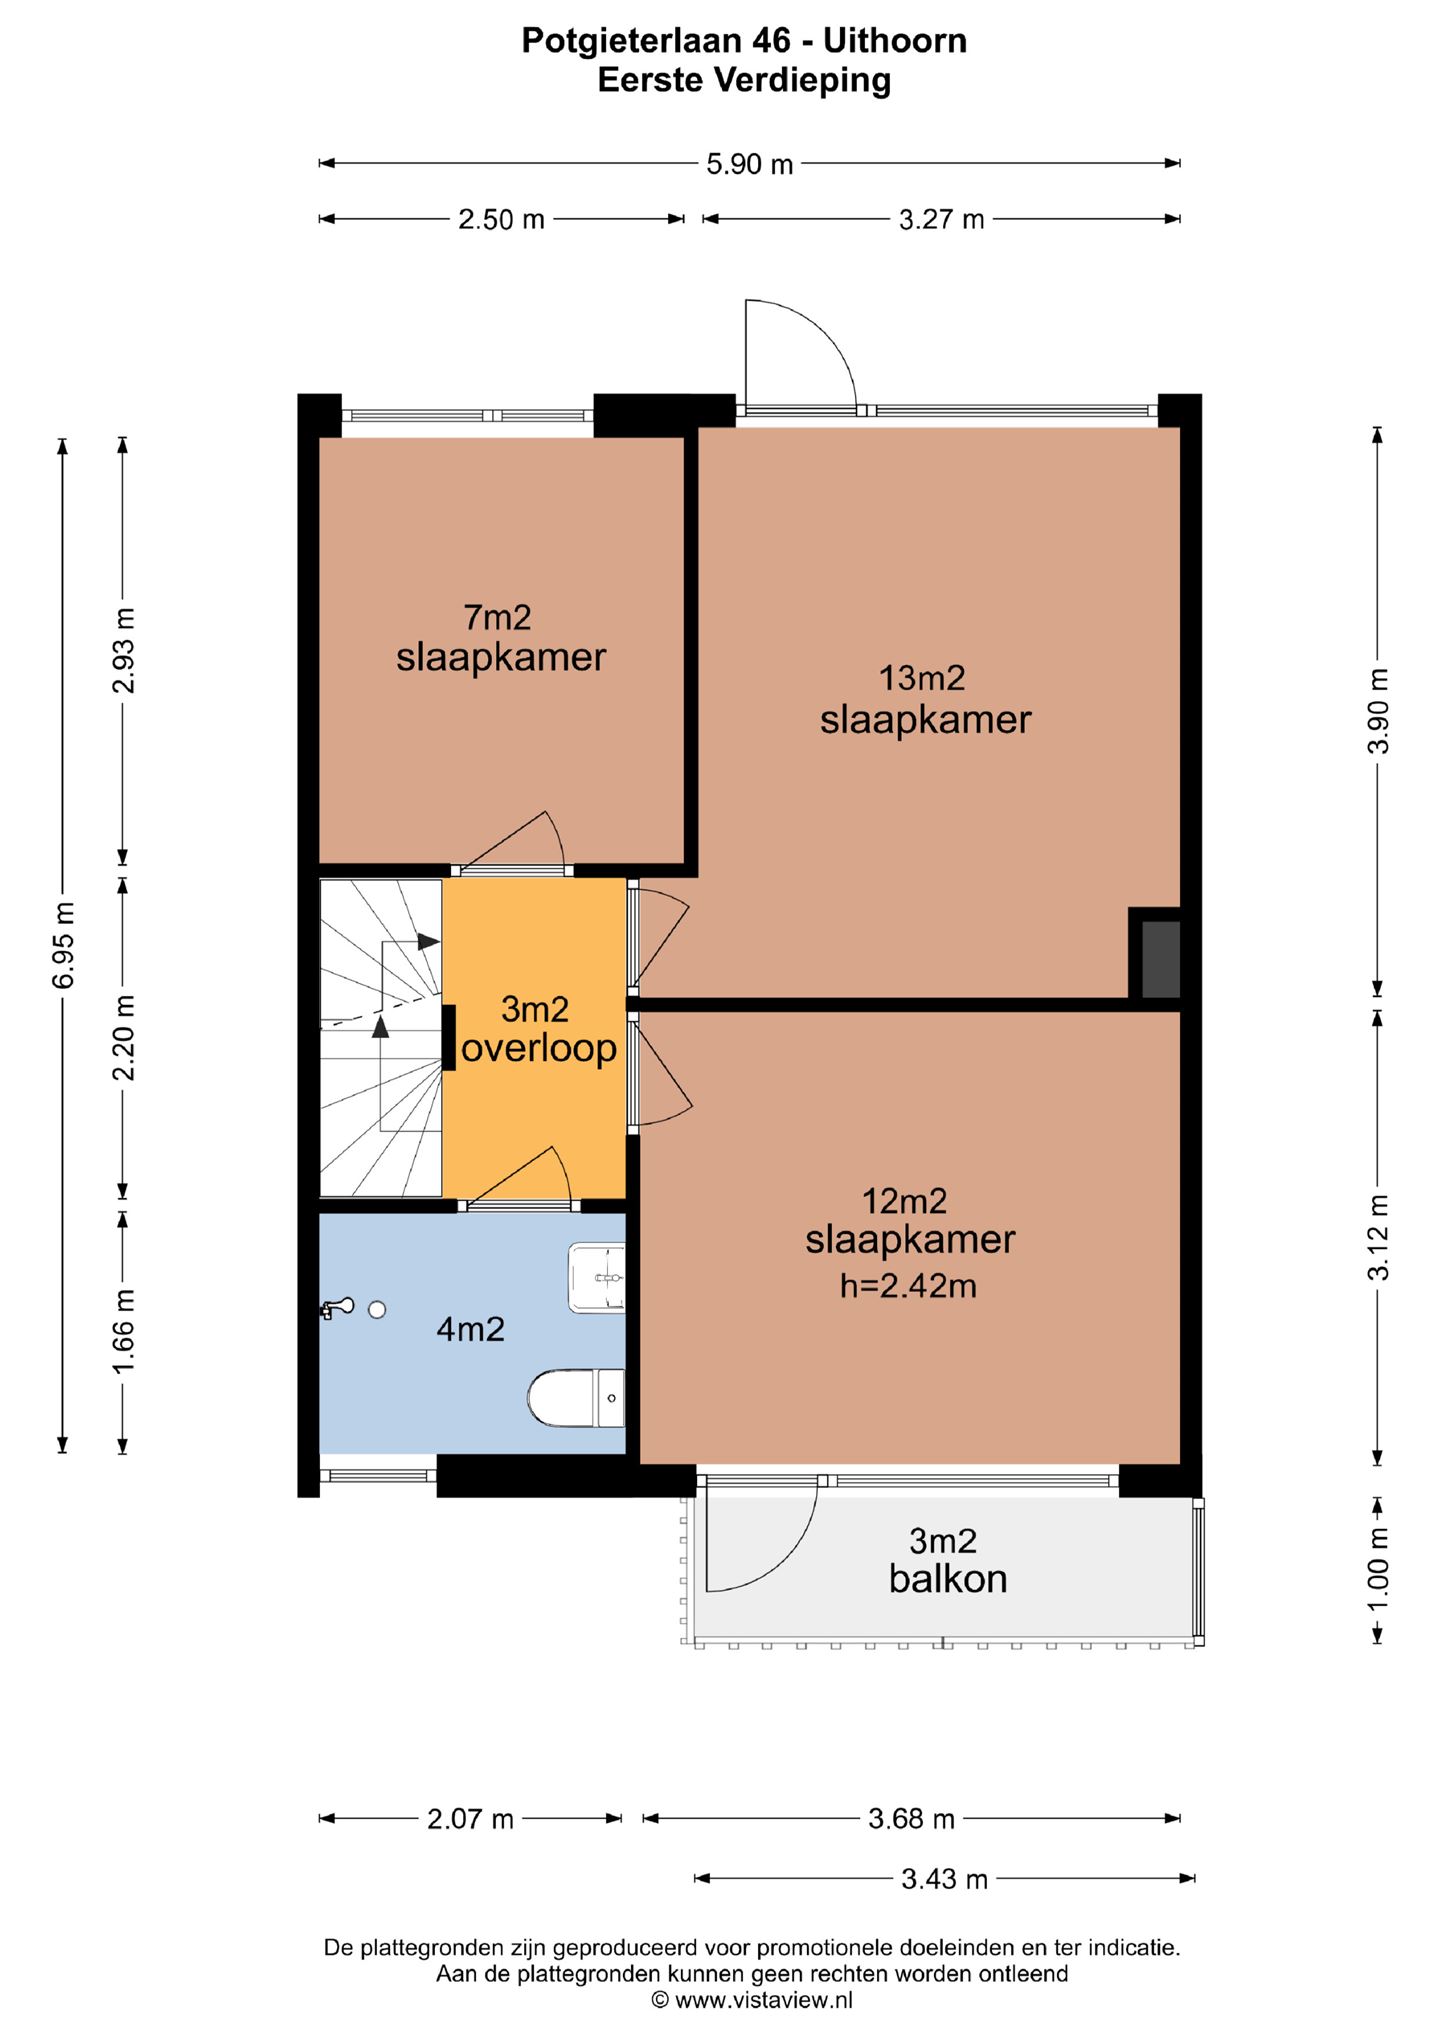 Potgieterlaan 46 - Uithoorn
Eerste Verdieping
5.90 m
2.50 m
3.27 m
7m2
slaapkamer
13m2
slaapkamer
2.93 m
3.90 m
6.95 m
2.20 m
3m2
overloop
12m2
slaapkamer
h=2.42m
3.12 m
1.66 m
4m2
3m2
balkon
1.00 m
2.07 m
3.68 m
3.43 m
De plattegronden zijn geproduceerd voor promotionele doeleinden en ter indicatie.
Aan de plattegronden kunnen geen rechten worden ontleend
© www.vistaview.nl